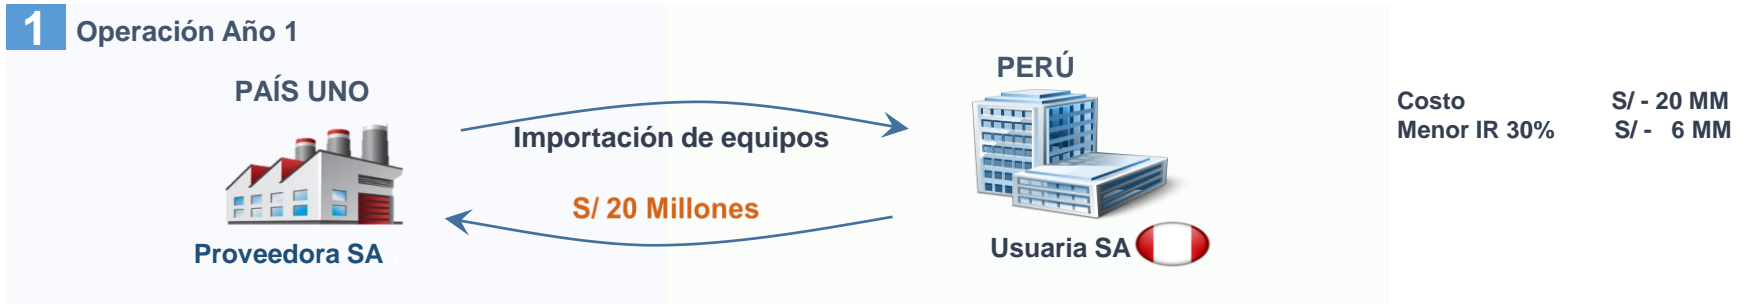 1 Operación Año 1
PAÍS UNO
PERÚ
Importación de equipos
S/ 20 Millones
Proveedora SA
Usuaria SA
Costo S/ - 20 MM
Menor IR 30% S/ - 6 MM